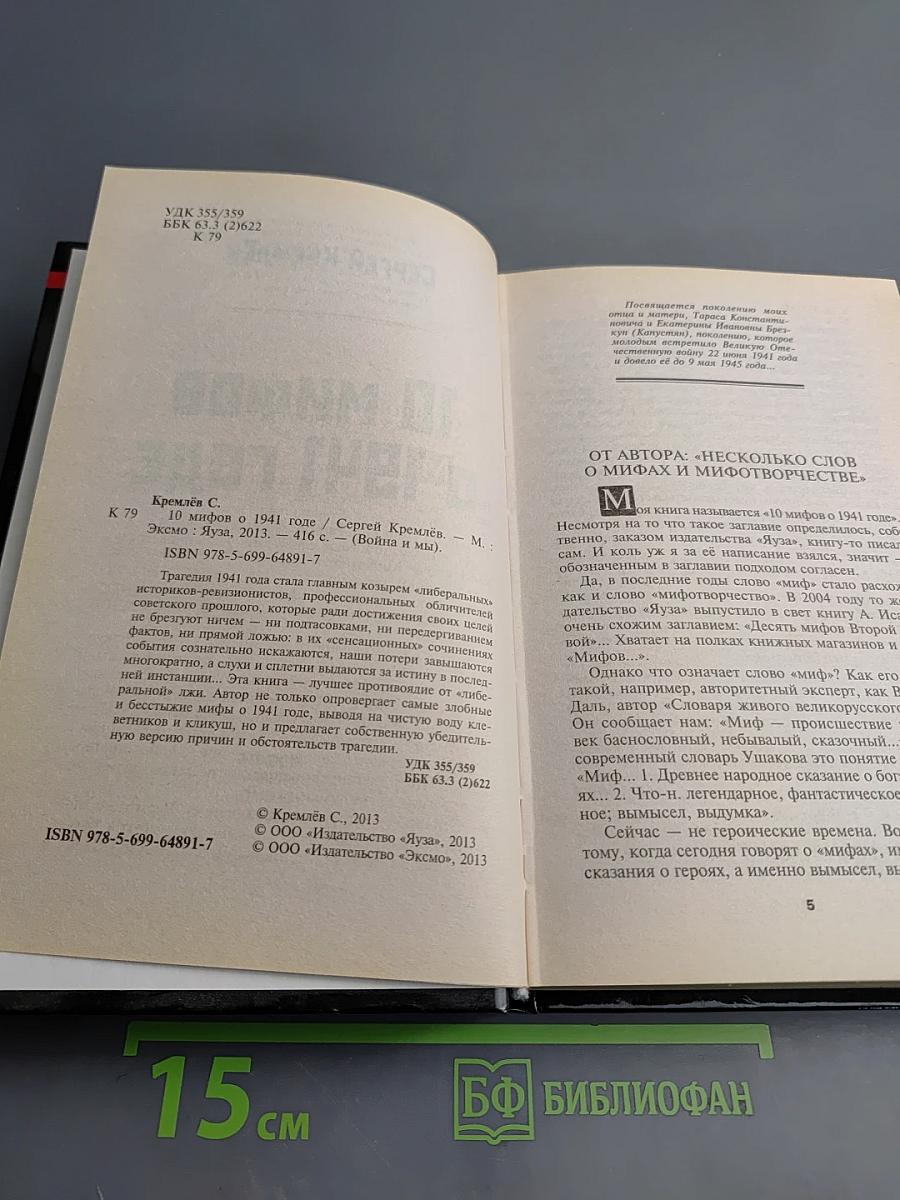 УДК 355/359
ББК 63.3 (2)622
К 79
Кремлёв С.
К 79 10 мифов о 1941 годе / Сергей Кремлёв. — М. :
Эксмо : Яуза, 2013. — 416 с. — (Война и мы).
ISBN 978-5-699-64891-7
Трагедия 1941 года стала главным козырем «либеральных»
историков-ревизионистов, профессиональных обличителей
советского прошлого, которые ради достижения своих целей
не брезгуют ничем — ни подтасовками, ни передергиванием
фактов, ни прямой ложью: в их «сенсационных» сочинениях
события сознательно искажаются, наши потери завышаются
многократно, а слухи и сплетни выдаются за истину в послед-
ней инстанции... Эта книга — лучшее противоядие от «либе-
ральной» лжи. Автор не только опровергает самые злобные
и бесстыжие мифы о 1941 годе, выводя на чистую воду кле-
ветников и кликуш, но и предлагает собственную убедитель-
ную версию причин и обстоятельств трагедии.
УДК 355/359
ББК 63.3 (2)622
© Кремлёв С., 2013
© ООО «Издательство «Яуза», 2013
ISBN 978-5-699-64891-7 © ООО «Издательство «Эксмо», 2013
Посвящается поколению моих
отца и матери, Тараса Константи-
новича и Екатерины Ивановны Брез-
кун (Капустян), поколению, которое
молодым встретило Великую Оте-
чественную войну 22 июня 1941 года
и довело её до 9 мая 1945 года...
ОТ АВТОРА: «НЕСКОЛЬКО СЛОВ
О МИФАХ И МИФОТВОРЧЕСТВЕ»
Моя книга называется «10 мифов о 1941 годе».
Несмотря на то что такое заглавие определилось, соб
твенно, заказом издательства «Яуза», книгу-то писал
сам. И коль уж я за её написание взялся, значит —
обозначенным в заглавии подходом согласен.
Да, в последние годы слово «миф» стало расхож
как и слово «мифотворчество». В 2004 году то ж
дательство «Яуза» выпустило в свет книгу А. Иса
очень схожим заглавием: «Десять мифов Второй
вой»... Хватает на полках книжных магазинов и
«Мифов...».
Однако что означает слово «миф»? Как его
такой, например, авторитетный эксперт, как В
Даль, автор «Словаря живого великорусского
Он сообщает нам: «Миф — происшествие
век баснословный, небывалый, сказочный...
современный словарь Ушакова это понятие
«Миф... 1. Древнее народное сказание о бог
ях... 2. Что-н. легендарное, фантастическое
ное; вымысел, выдумка».
Сейчас — не героические времена. Во
тому, когда сегодня говорят о «мифах», им
сказания о героях, а именно вымысел, вы
5
15 см
БФ БИБЛИОФАН